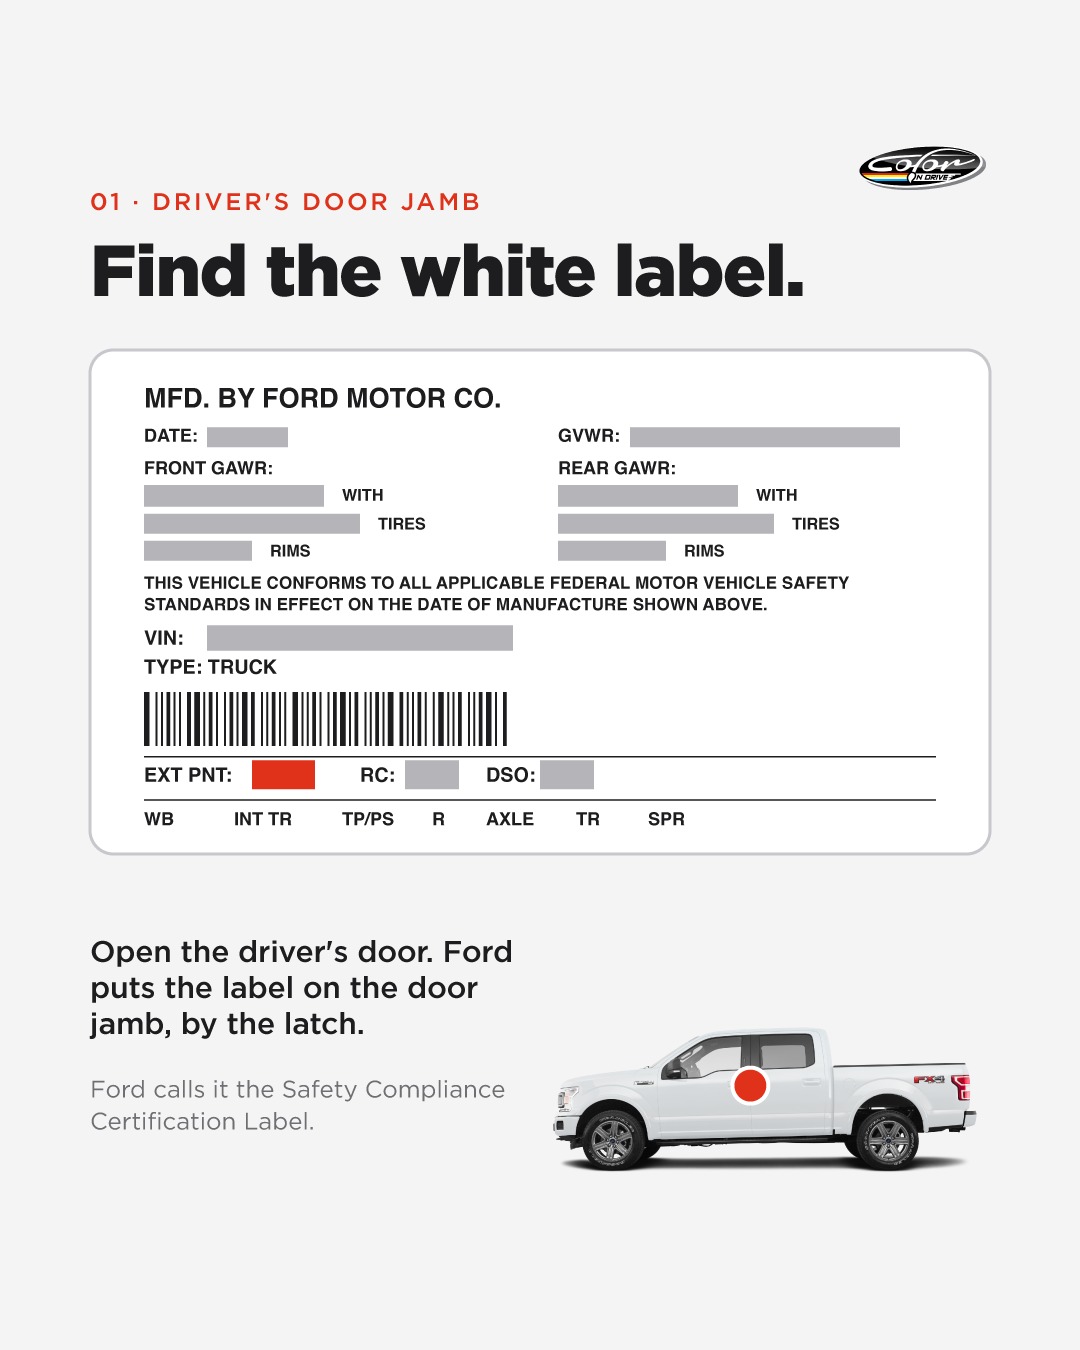 Color
N DRIVE
01 · DRIVER'S DOOR JAMB
Find the white label.
MFD. BY FORD MOTOR CO.
DATE: GVWR:
FRONT GAWR: REAR GAWR:
WITH WITH
TIRES TIRES
RIMS RIMS
THIS VEHICLE CONFORMS TO ALL APPLICABLE FEDERAL MOTOR VEHICLE SAFETY
STANDARDS IN EFFECT ON THE DATE OF MANUFACTURE SHOWN ABOVE.
VIN:
TYPE: TRUCK
EXT PNT: RC: DSO:
WB INT TR TP/PS R AXLE TR SPR
Open the driver's door. Ford
puts the label on the door
jamb, by the latch.
Ford calls it the Safety Compliance
Certification Label.
FX4